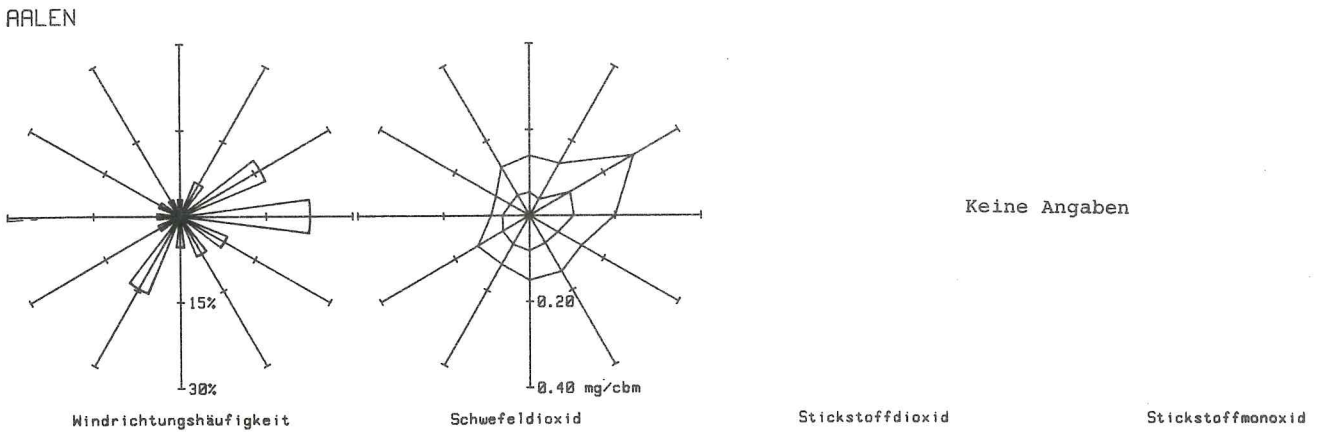 AALEN
Keine Angaben
15%
30%
0.20
0.40 mg/cbm
Windrichtungshäufigkeit
Schwefeldioxid
Stickstoffdioxid
Stickstoffmonoxid